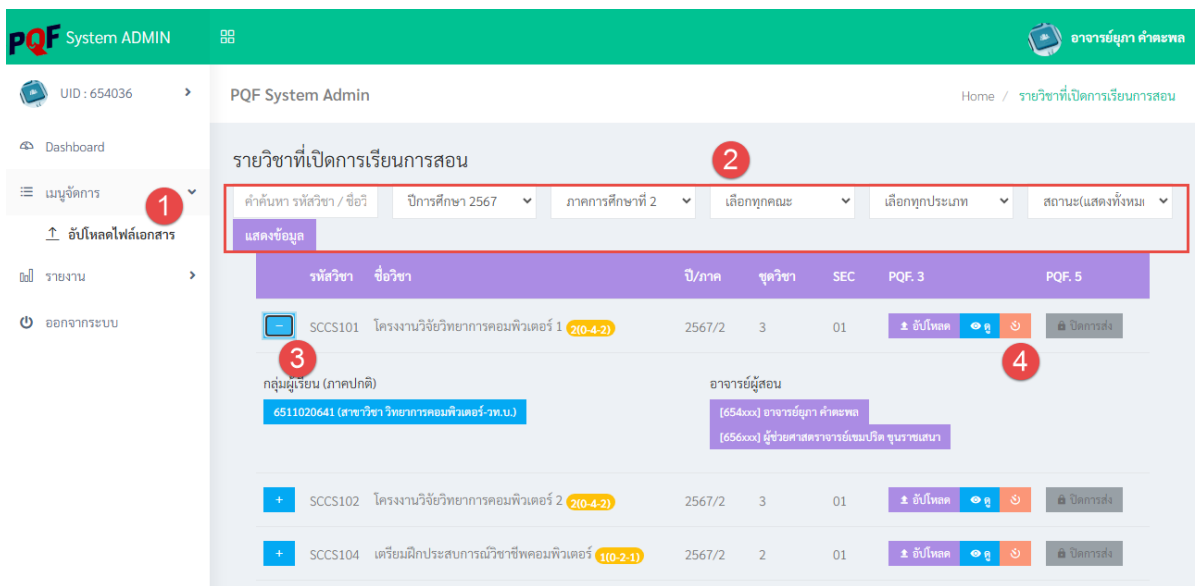 PQF System ADMIN
อาจารย์ยุภา คำตะพล
UID : 654036
PQF System Admin
Home / รายวิชาที่เปิดการเรียนการสอน
Dashboard
เมนูจัดการ
1
อัปโหลดไฟล์เอกสาร
รายงาน
ออกจากระบบ
รายวิชาที่เปิดการเรียนการสอน
2
คำค้นหา รหัสวิชา / ชื่อวิ
ปีการศึกษา 2567
ภาคการศึกษาที่ 2
เลือกทุกคณะ
เลือกทุกประเภท
สถานะ(แสดงทั้งหมด
แสดงข้อมูล
รหัสวิชา ชื่อวิชา ปี/ภาค ชุดวิชา SEC PQF. 3 PQF. 5
− SCCS101 โครงงานวิจัยวิทยาการคอมพิวเตอร์ 1 2(0-4-2) 2567/2 3 01 อัปโหลด ดู ปิดการส่ง
3
4
กลุ่มผู้เรียน (ภาคปกติ)
6511020641 (สาขาวิชา วิทยาการคอมพิวเตอร์-วท.บ.)
อาจารย์ผู้สอน
[654xxx] อาจารย์ยุภา คำตะพล
[656xxx] ผู้ช่วยศาสตราจารย์เขมปริต ขุนราชเสนา
+ SCCS102 โครงงานวิจัยวิทยาการคอมพิวเตอร์ 2 2(0-4-2) 2567/2 3 01 อัปโหลด ดู ปิดการส่ง
+ SCCS104 เตรียมฝึกประสบการณ์วิชาชีพคอมพิวเตอร์ 1(0-2-1) 2567/2 2 01 อัปโหลด ดู ปิดการส่ง